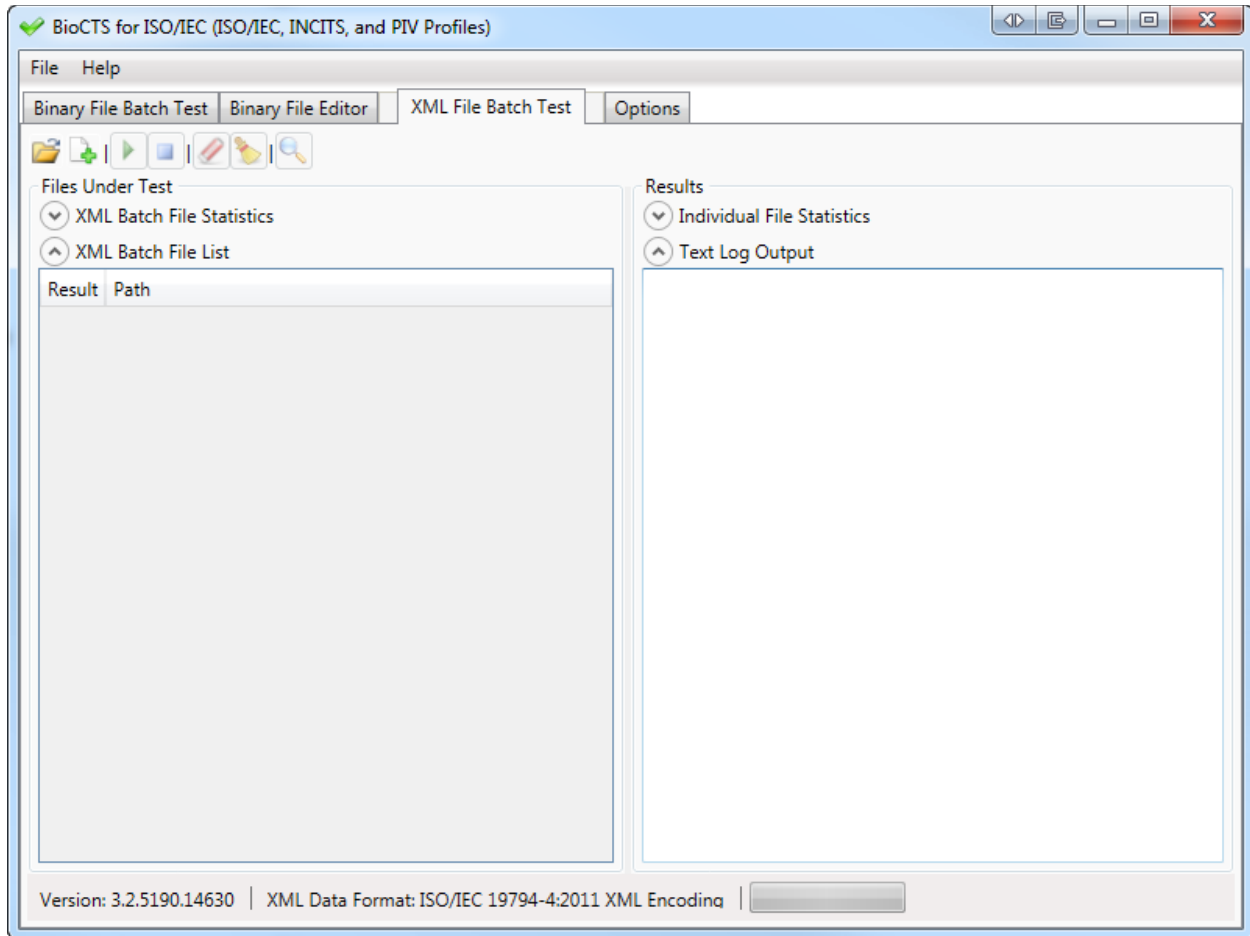 BioCTS for ISO/IEC (ISO/IEC, INCITS, and PIV Profiles)
File Help
Binary File Batch Test Binary File Editor XML File Batch Test Options
Files Under Test
XML Batch File Statistics
XML Batch File List
Result Path
Results
Individual File Statistics
Text Log Output
Version: 3.2.5190.14630 XML Data Format: ISO/IEC 19794-4:2011 XML Encoding